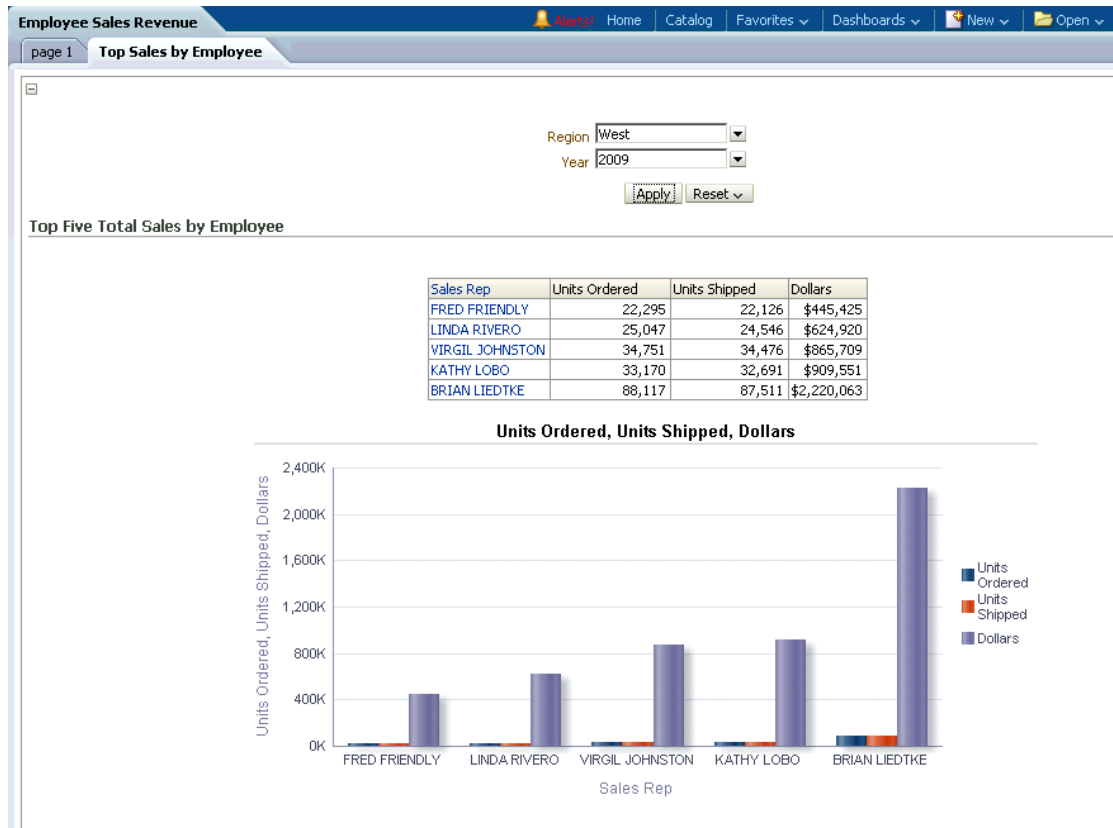 Employee Sales Revenue
Alerts! Home Catalog Favorites Dashboards New Open
page 1 Top Sales by Employee
Region West
Year 2009
Apply Reset
Top Five Total Sales by Employee
Sales Rep Units Ordered Units Shipped Dollars
FRED FRIENDLY 22,295 22,126 $445,425
LINDA RIVERO 25,047 24,546 $624,920
VIRGIL JOHNSTON 34,751 34,476 $865,709
KATHY LOBO 33,170 32,691 $909,551
BRIAN LIEDTKE 88,117 87,511 $2,220,063
Units Ordered, Units Shipped, Dollars
Units Ordered, Units Shipped, Dollars
2,400K
2,000K
1,600K
1,200K
800K
400K
0K
FRED FRIENDLY LINDA RIVERO VIRGIL JOHNSTON KATHY LOBO BRIAN LIEDTKE
Sales Rep
Units
Ordered
Units
Shipped
Dollars